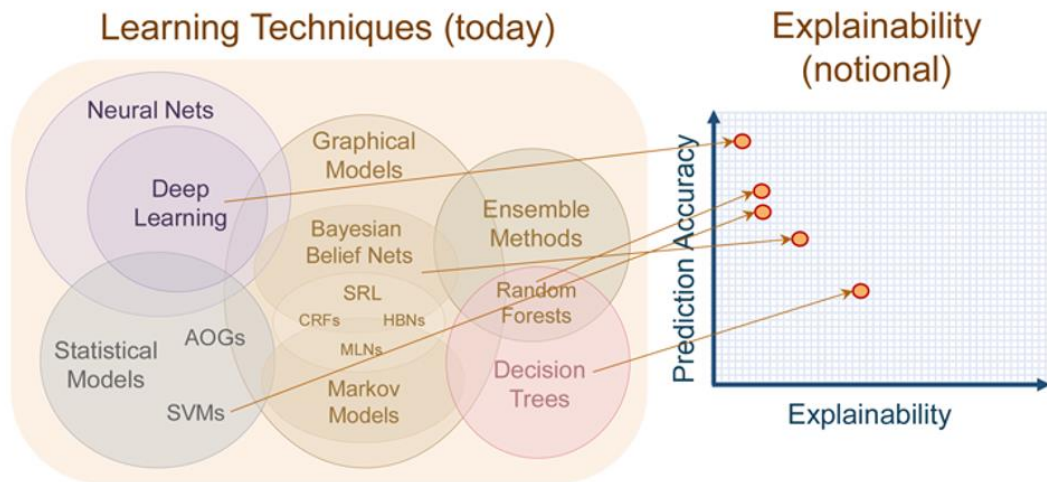 Learning Techniques (today)
Neural Nets
Deep
Learning
Graphical
Models
Bayesian
Belief Nets
SRL
CRFs HBNs
MLNs
Markov
Models
Ensemble
Methods
Random
Forests
Decision
Trees
Statistical
Models
AOGs
SVMs
Explainability
(notional)
Prediction Accuracy
Explainability